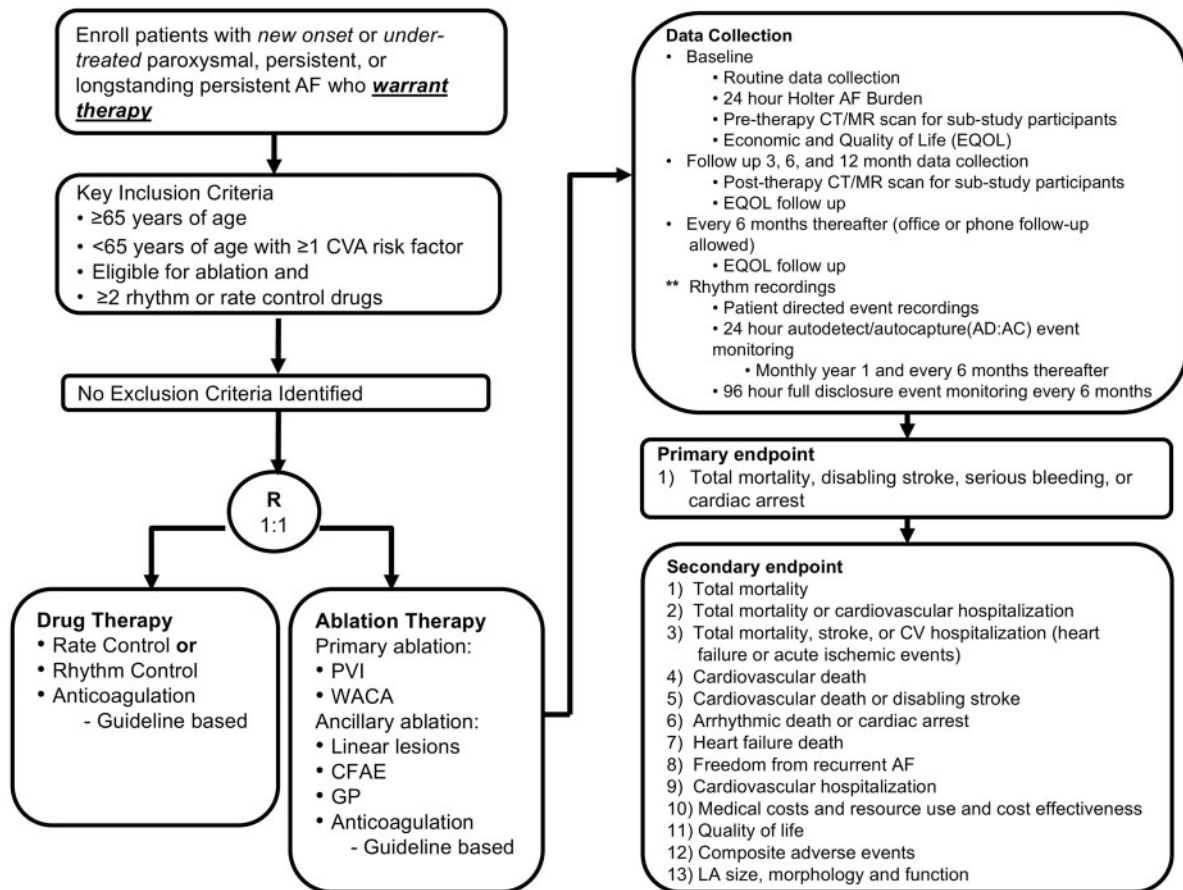 Enroll patients with new onset or under-
treated paroxysmal, persistent, or
longstanding persistent AF who warrant
therapy
Key Inclusion Criteria
• ≥65 years of age
• <65 years of age with ≥1 CVA risk factor
• Eligible for ablation and
• ≥2 rhythm or rate control drugs
No Exclusion Criteria Identified
R
1:1
Drug Therapy
• Rate Control or
• Rhythm Control
• Anticoagulation
- Guideline based
Ablation Therapy
Primary ablation:
• PVI
• WACA
Ancillary ablation:
• Linear lesions
• CFAE
• GP
• Anticoagulation
- Guideline based
Data Collection
• Baseline
• Routine data collection
• 24 hour Holter AF Burden
• Pre-therapy CT/MR scan for sub-study participants
• Economic and Quality of Life (EQOL)
• Follow up 3, 6, and 12 month data collection
• Post-therapy CT/MR scan for sub-study participants
• EQOL follow up
• Every 6 months thereafter (office or phone follow-up
allowed)
• EQOL follow up
** Rhythm recordings
• Patient directed event recordings
• 24 hour autodetect/autocapture(AD:AC) event
monitoring
• Monthly year 1 and every 6 months thereafter
• 96 hour full disclosure event monitoring every 6 months
Primary endpoint
1) Total mortality, disabling stroke, serious bleeding, or
cardiac arrest
Secondary endpoint
1) Total mortality
2) Total mortality or cardiovascular hospitalization
3) Total mortality, stroke, or CV hospitalization (heart
failure or acute ischemic events)
4) Cardiovascular death
5) Cardiovascular death or disabling stroke
6) Arrhythmic death or cardiac arrest
7) Heart failure death
8) Freedom from recurrent AF
9) Cardiovascular hospitalization
10) Medical costs and resource use and cost effectiveness
11) Quality of life
12) Composite adverse events
13) LA size, morphology and function